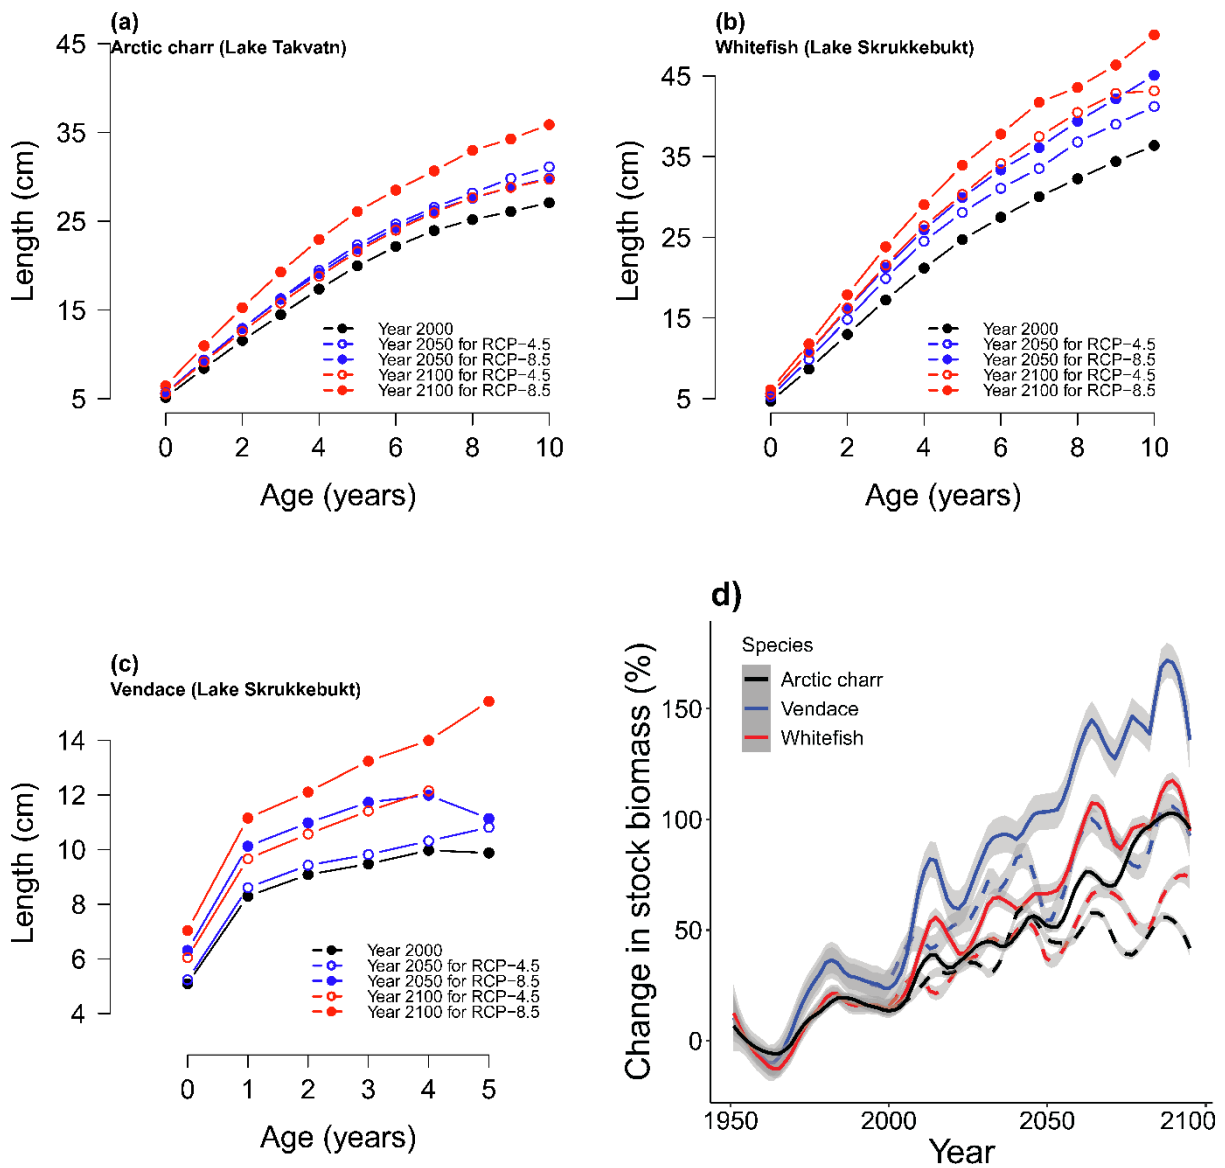 (a)
Arctic charr (Lake Takvatn)
45
35
25
15
5
Length (cm)
Year 2000
Year 2050 for RCP−4.5
Year 2050 for RCP−8.5
Year 2100 for RCP−4.5
Year 2100 for RCP−8.5
0 2 4 6 8 10
Age (years)
(b)
Whitefish (Lake Skrukkebukt)
45
35
25
15
5
Length (cm)
Year 2000
Year 2050 for RCP−4.5
Year 2050 for RCP−8.5
Year 2100 for RCP−4.5
Year 2100 for RCP−8.5
0 2 4 6 8 10
Age (years)
(c)
Vendace (Lake Skrukkebukt)
14
12
10
8
6
4
Length (cm)
Year 2000
Year 2050 for RCP−4.5
Year 2050 for RCP−8.5
Year 2100 for RCP−4.5
Year 2100 for RCP−8.5
0 1 2 3 4 5
Age (years)
d)
Change in stock biomass (%)
Species
Arctic charr
Vendace
Whitefish
150
100
50
0
1950 2000 2050 2100
Year